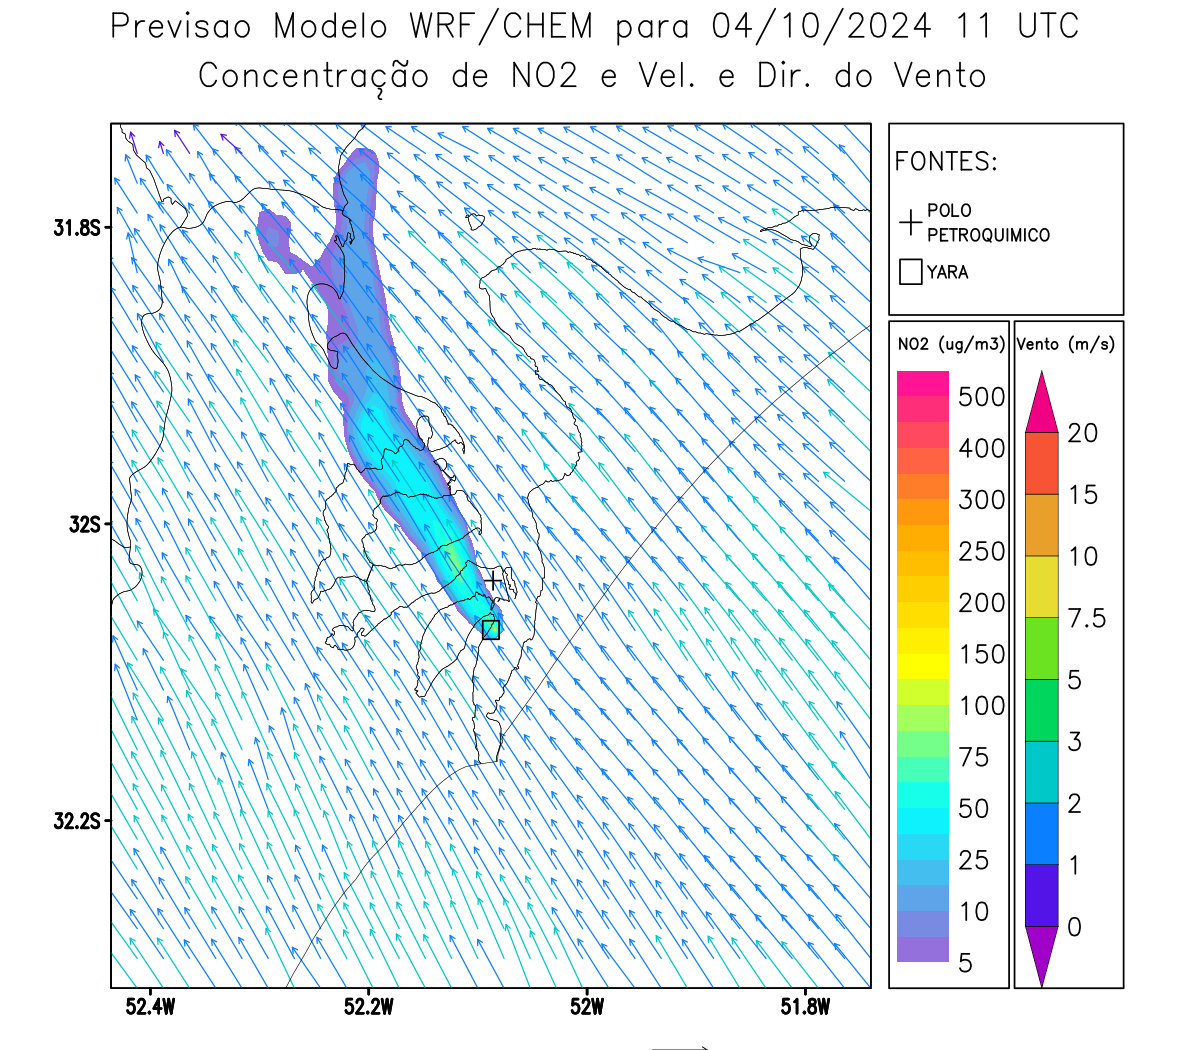 Previsao Modelo WRF/CHEM para 04/10/2024 11 UTC
Concentração de NO2 e Vel. e Dir. do Vento
FONTES:
POLO
PETROQUIMICO
YARA
NO2 (ug/m3)
500
400
300
250
200
150
100
75
50
25
10
5
Vento (m/s)
20
15
10
7.5
5
3
2
1
0
31.8S
32S
32.2S
52.4W
52.2W
52W
51.8W